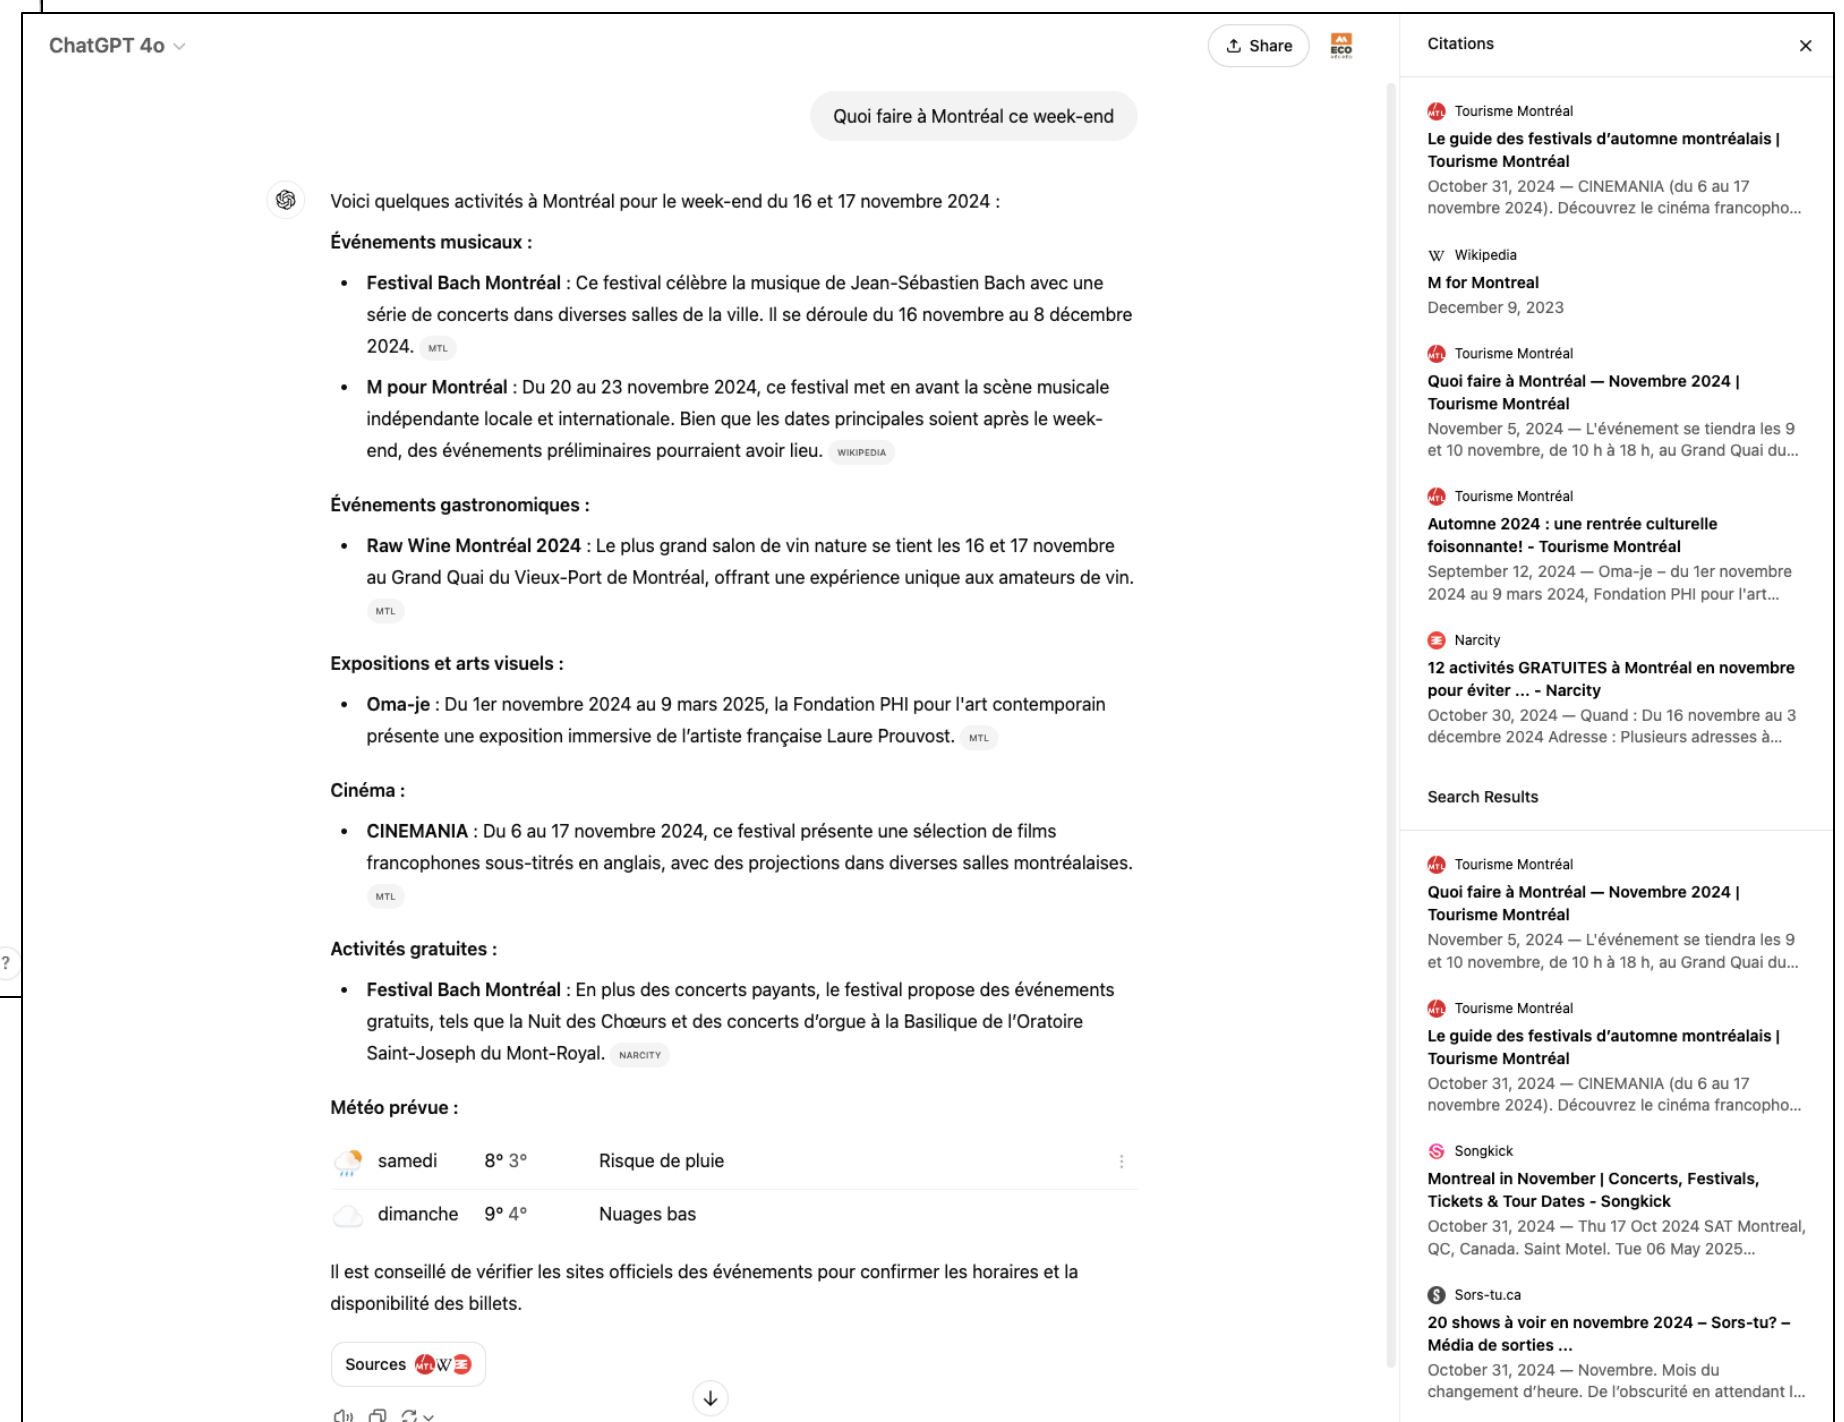 ChatGPT 4o
Share
ECO
Quoi faire à Montréal ce week-end
Voici quelques activités à Montréal pour le week-end du 16 et 17 novembre 2024 :
Événements musicaux :
• Festival Bach Montréal : Ce festival célèbre la musique de Jean-Sébastien Bach avec une
série de concerts dans diverses salles de la ville. Il se déroule du 16 novembre au 8 décembre
2024. MTL
• M pour Montréal : Du 20 au 23 novembre 2024, ce festival met en avant la scène musicale
indépendante locale et internationale. Bien que les dates principales soient après le week-
end, des événements préliminaires pourraient avoir lieu. WIKIPEDIA
Événements gastronomiques :
• Raw Wine Montréal 2024 : Le plus grand salon de vin nature se tient les 16 et 17 novembre
au Grand Quai du Vieux-Port de Montréal, offrant une expérience unique aux amateurs de vin.
MTL
Expositions et arts visuels :
• Oma-je : Du 1er novembre 2024 au 9 mars 2025, la Fondation PHI pour l'art contemporain
présente une exposition immersive de l'artiste française Laure Prouvost. MTL
Cinéma :
• CINEMANIA : Du 6 au 17 novembre 2024, ce festival présente une sélection de films
francophones sous-titrés en anglais, avec des projections dans diverses salles montréalaises.
MTL
Activités gratuites :
• Festival Bach Montréal : En plus des concerts payants, le festival propose des événements
gratuits, tels que la Nuit des Chœurs et des concerts d'orgue à la Basilique de l'Oratoire
Saint-Joseph du Mont-Royal. NARCITY
Météo prévue :
samedi 8° 3° Risque de pluie
dimanche 9° 4° Nuages bas
Il est conseillé de vérifier les sites officiels des événements pour confirmer les horaires et la
disponibilité des billets.
Sources MTL W
?
Citations
MTL Tourisme Montréal
Le guide des festivals d'automne montréalais |
Tourisme Montréal
October 31, 2024 — CINEMANIA (du 6 au 17
novembre 2024). Découvrez le cinéma francopho...
W Wikipedia
M for Montreal
December 9, 2023
MTL Tourisme Montréal
Quoi faire à Montréal — Novembre 2024 |
Tourisme Montréal
November 5, 2024 — L'événement se tiendra les 9
et 10 novembre, de 10 h à 18 h, au Grand Quai du...
MTL Tourisme Montréal
Automne 2024 : une rentrée culturelle
foisonnante! - Tourisme Montréal
September 12, 2024 — Oma-je – du 1er novembre
2024 au 9 mars 2024, Fondation PHI pour l'art...
Narcity
12 activités GRATUITES à Montréal en novembre
pour éviter ... - Narcity
October 30, 2024 — Quand : Du 16 novembre au 3
décembre 2024 Adresse : Plusieurs adresses à...
Search Results
MTL Tourisme Montréal
Quoi faire à Montréal — Novembre 2024 |
Tourisme Montréal
November 5, 2024 — L'événement se tiendra les 9
et 10 novembre, de 10 h à 18 h, au Grand Quai du...
MTL Tourisme Montréal
Le guide des festivals d'automne montréalais |
Tourisme Montréal
October 31, 2024 — CINEMANIA (du 6 au 17
novembre 2024). Découvrez le cinéma francopho...
Songkick
Montreal in November | Concerts, Festivals,
Tickets & Tour Dates - Songkick
October 31, 2024 — Thu 17 Oct 2024 SAT Montreal,
QC, Canada. Saint Motel. Tue 06 May 2025...
Sors-tu.ca
20 shows à voir en novembre 2024 – Sors-tu? –
Média de sorties ...
October 31, 2024 — Novembre. Mois du
changement d'heure. De l'obscurité en attendant l...